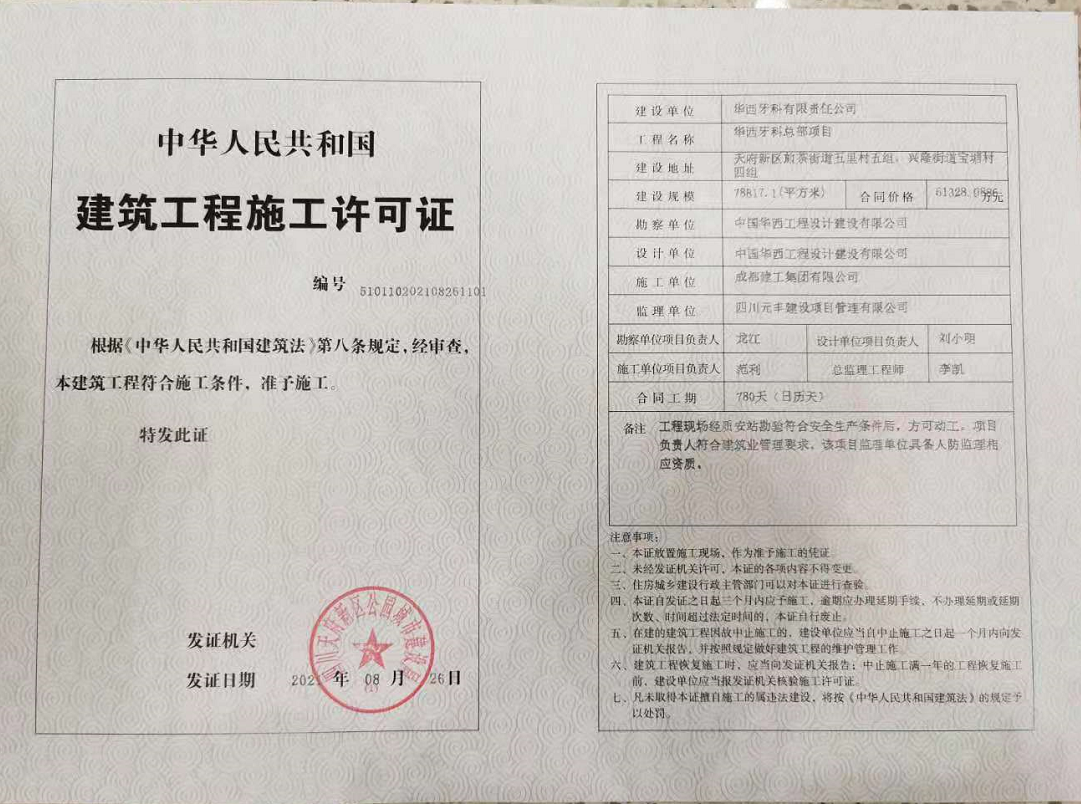 中华人民共和国
建筑工程施工许可证
编号 510110202108251101
根据《中华人民共和国建筑法》第八条规定,经审查,
本建筑工程符合施工条件,准予施工。
特发此证
发证机关
发证日期 2021年 08 月 26日
四川天府新区公园城市建设局
(1)
建设单位 华西牙科有限责任公司
工程名称 华西牙科总部项目
建设地址 天府新区煎茶街道五里村五组,兴隆街道宝塘村
四组
建设规模 78817.1(平方米) 合同价格 万元
勘察单位 中国华西工程设计建设有限公司
设计单位 中国华西工程设计建设有限公司
施工单位 成都建工集团有限公司
监理单位 四川元丰建设项目管理有限公司
勘察单位项目负责人 龙江 设计单位项目负责人 刘小明
施工单位项目负责人 范利 总监理工程师 李凯
合同工期 780天(日历天)
备注 工程现场经质安站勘验符合安全生产条件后,方可动工。项目
负责人符合建筑业管理要求,该项目监理单位具备人防监理相
应资质。
注意事项:
一、本证放置施工现场,作为准予施工的凭证。
二、未经发证机关许可,本证的各项内容不得变更。
三、住房城乡建设行政主管部门可以对本证进行查验。
四、本证自发证之日起三个月内应予施工,逾期应办理延期手续,不办理延期或延期
次数、时间超过法定时间的,本证自行废止。
五、在建的建筑工程因故中止施工的,建设单位应当自中止施工之日起一个月内向发
证机关报告,并按照规定做好建筑工程的维护管理工作。
六、建筑工程恢复施工时,应当向发证机关报告;中止施工满一年的工程恢复施工
前,建设单位应当报发证机关核验施工许可证。
七、凡未取得本证擅自施工的属违法建设,将按《中华人民共和国建筑法》的规定予
以处罚。